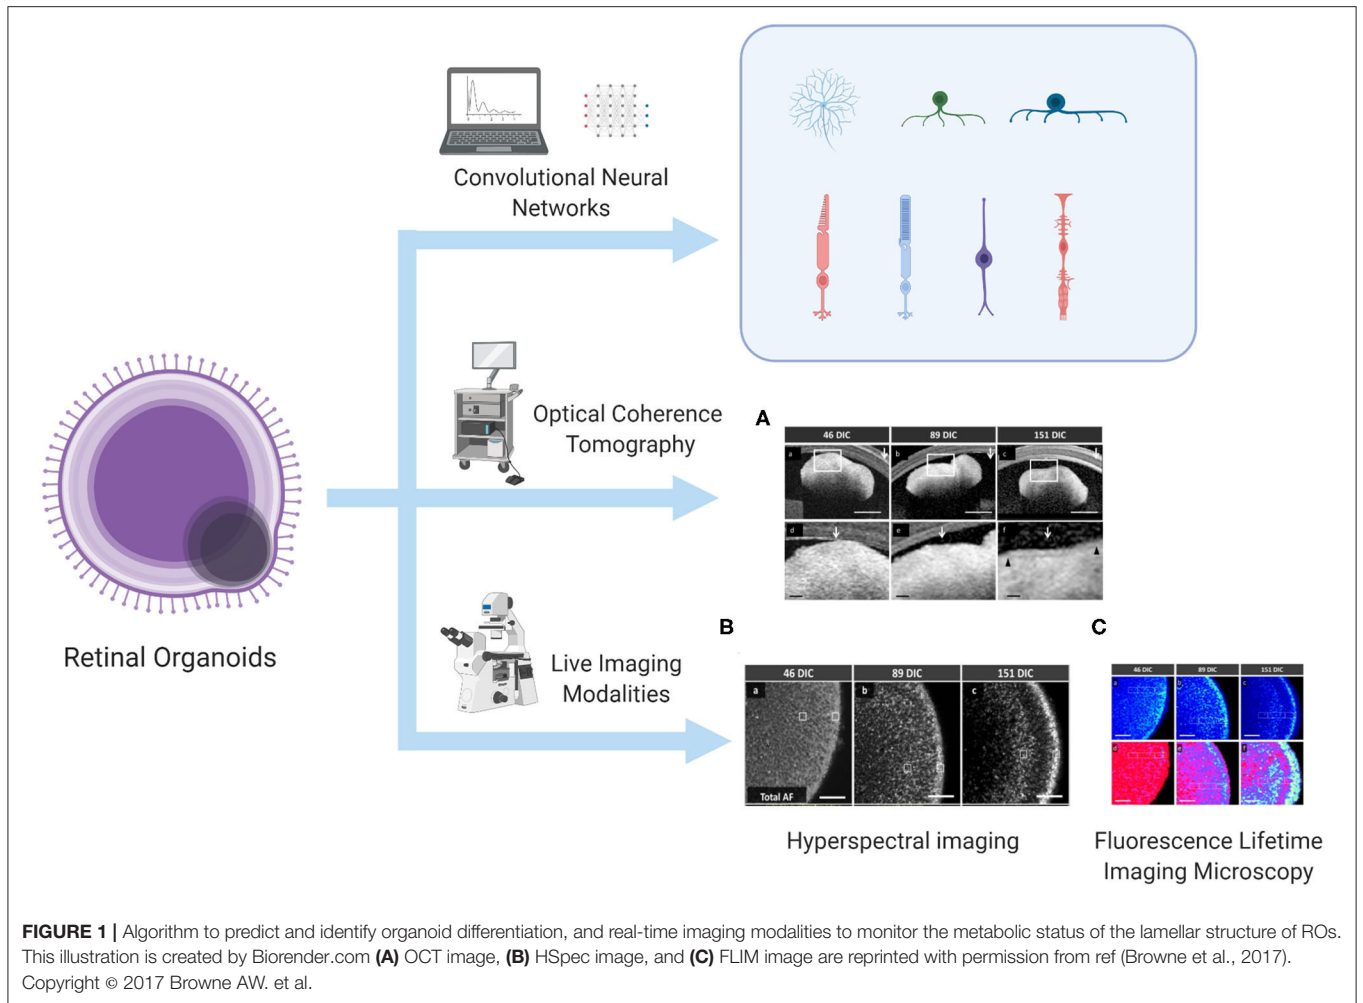 Convolutional Neural
Networks
Optical Coherence
Tomography
A
46 DIC 89 DIC 151 DIC
a b c
d e f
Retinal Organoids
Live Imaging
Modalities
B
46 DIC 89 DIC 151 DIC
a b c
Total AF
Hyperspectral imaging
C
46 DIC 89 DIC 151 DIC
a b c
d e f
Fluorescence Lifetime
Imaging Microscopy
FIGURE 1 | Algorithm to predict and identify organoid differentiation, and real-time imaging modalities to monitor the metabolic status of the lamellar structure of ROs.
This illustration is created by Biorender.com (A) OCT image, (B) HSpec image, and (C) FLIM image are reprinted with permission from ref (Browne et al., 2017).
Copyright © 2017 Browne AW. et al.